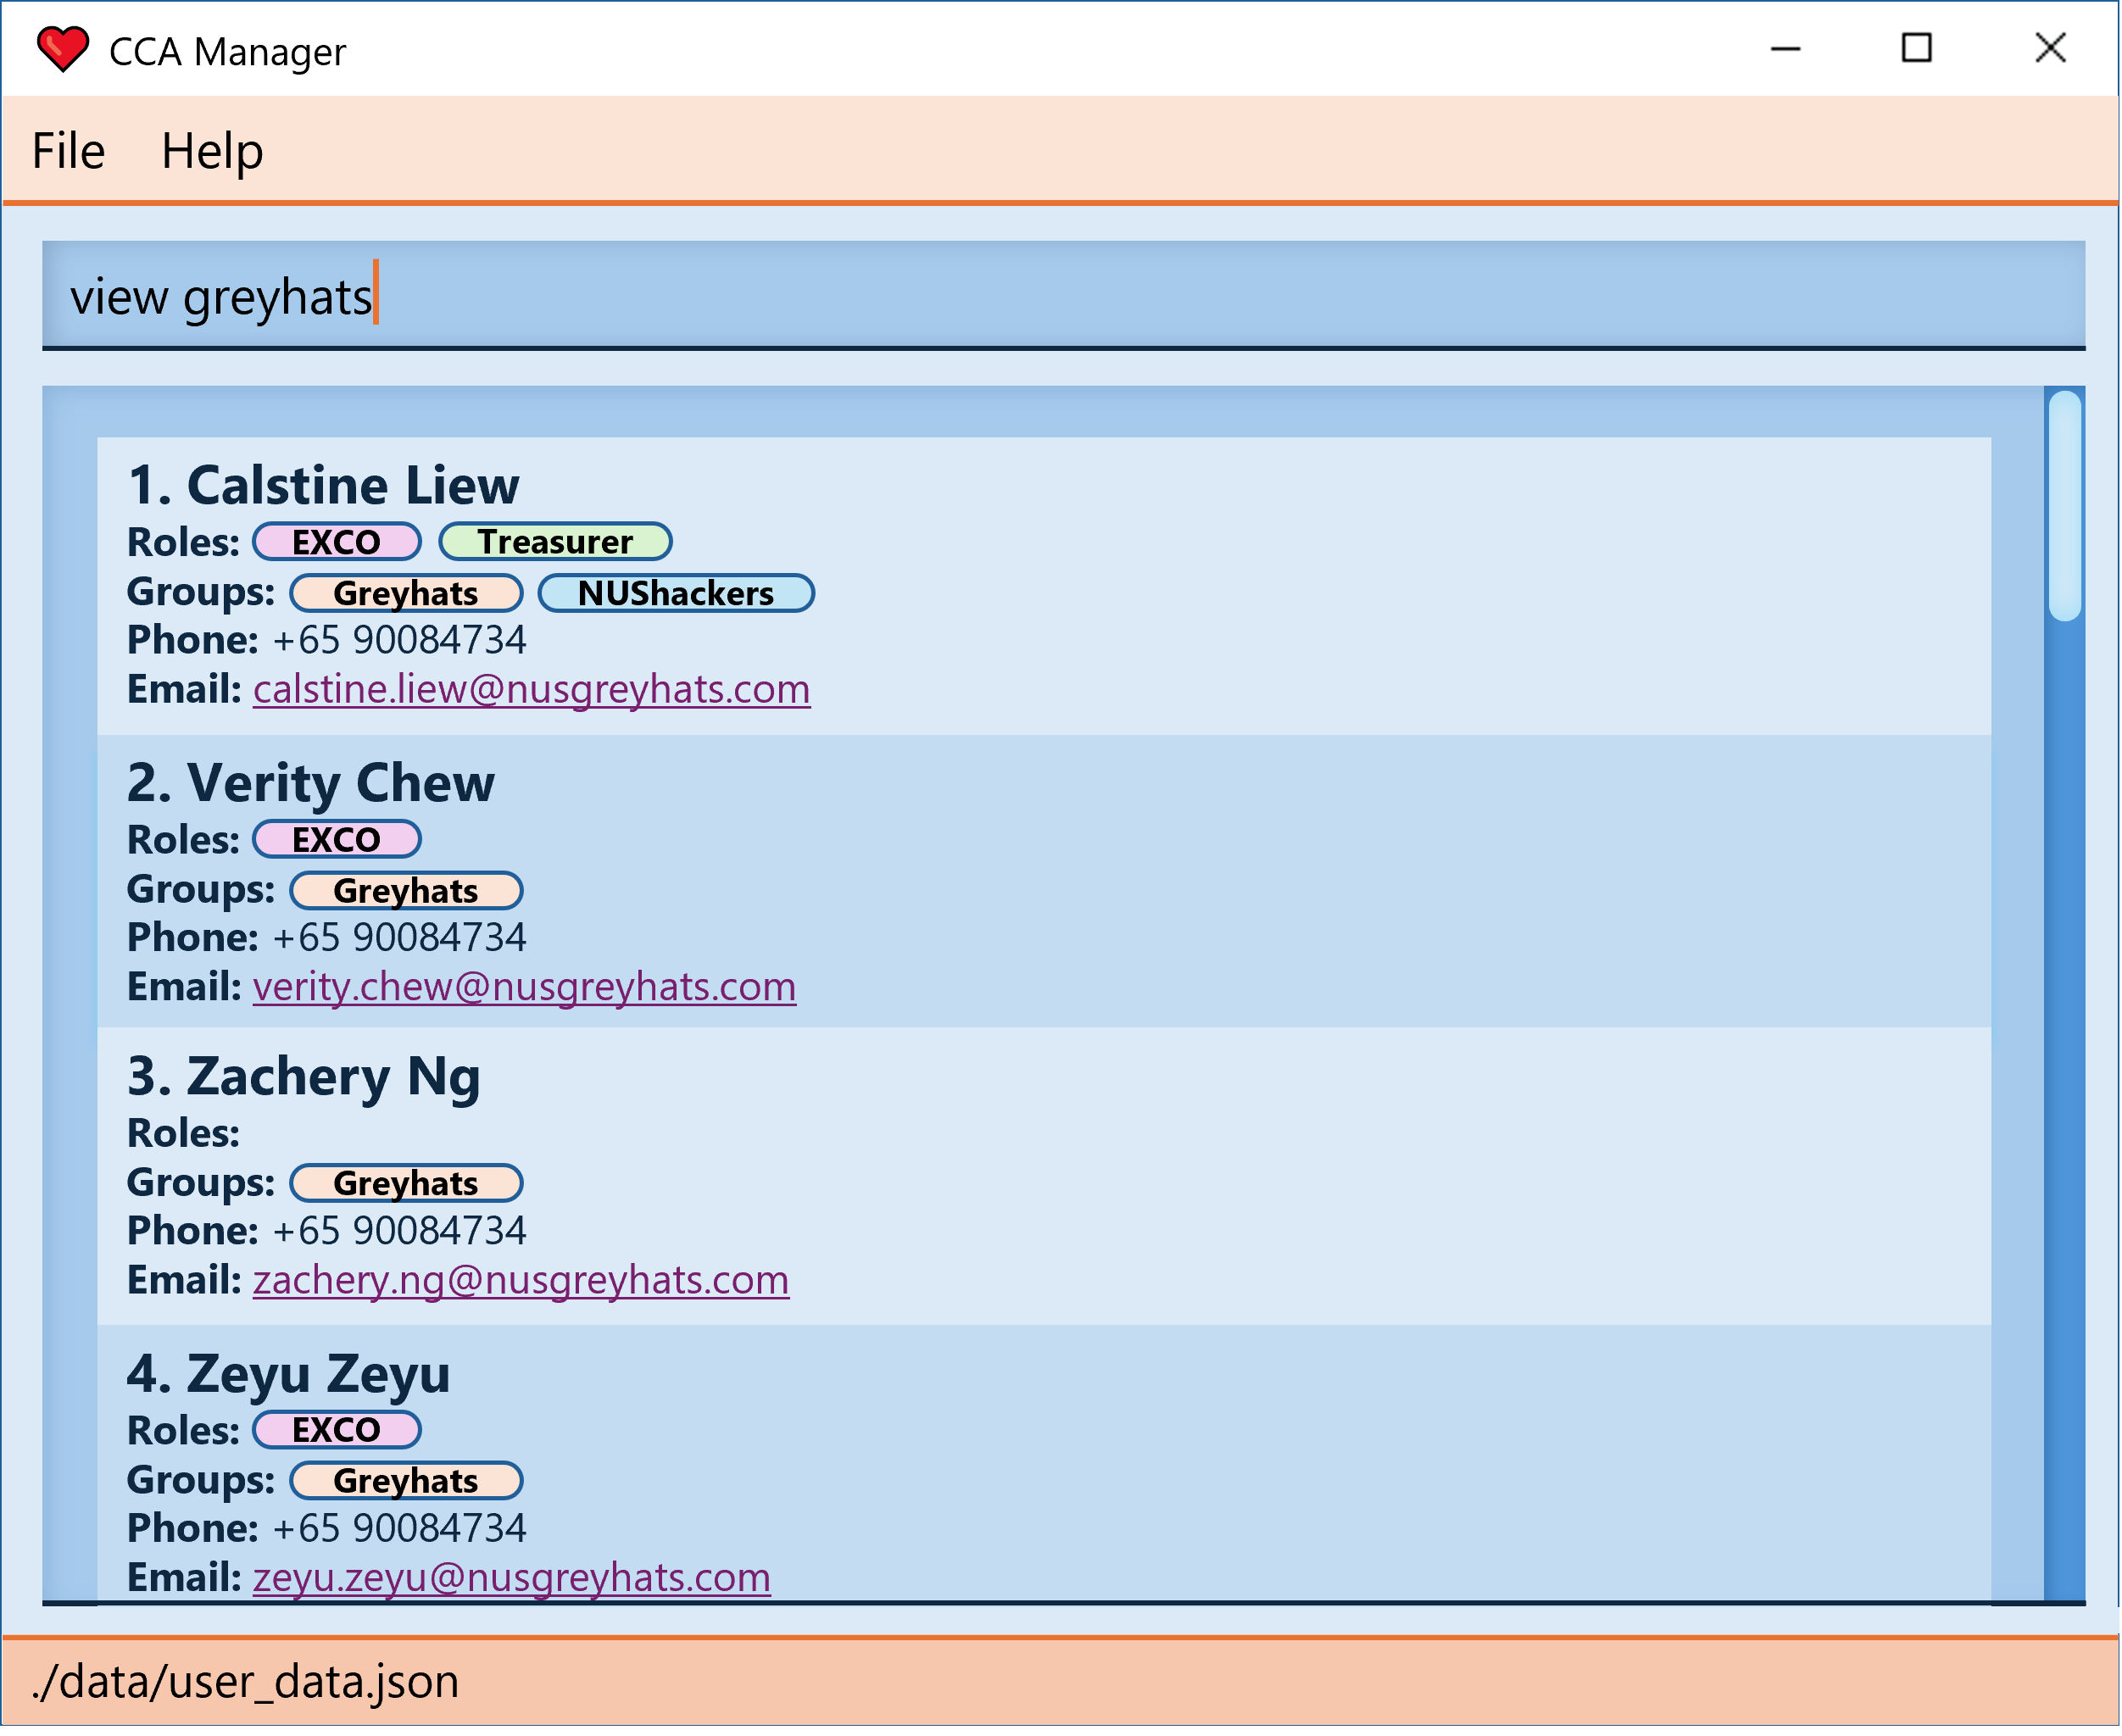 CCA Manager
File Help
view greyhats
1. Calstine Liew
Roles: EXCO Treasurer
Groups: Greyhats NUShackers
Phone: +65 90084734
Email: calstine.liew@nusgreyhats.com
2. Verity Chew
Roles: EXCO
Groups: Greyhats
Phone: +65 90084734
Email: verity.chew@nusgreyhats.com
3. Zachery Ng
Roles:
Groups: Greyhats
Phone: +65 90084734
Email: zachery.ng@nusgreyhats.com
4. Zeyu Zeyu
Roles: EXCO
Groups: Greyhats
Phone: +65 90084734
Email: zeyu.zeyu@nusgreyhats.com
./data/user_data.json